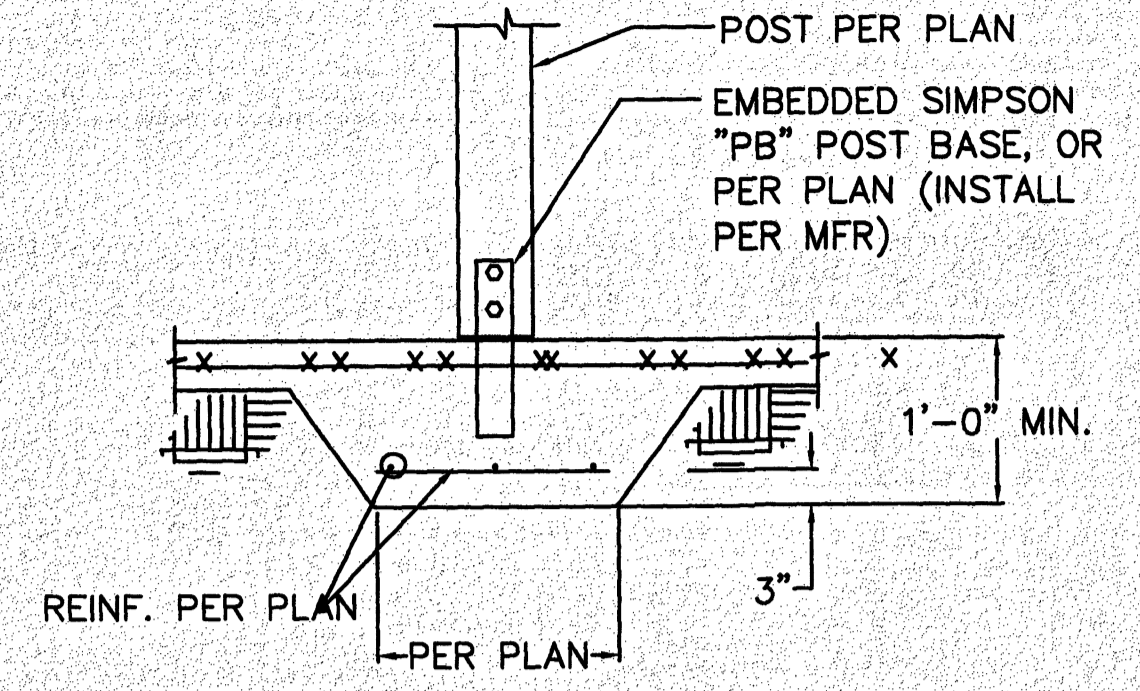 POST PER PLAN
EMBEDDED SIMPSON
"PB" POST BASE, OR
PER PLAN (INSTALL
PER MFR)
1'-0" MIN.
3"
REINF. PER PLAN
PER PLAN